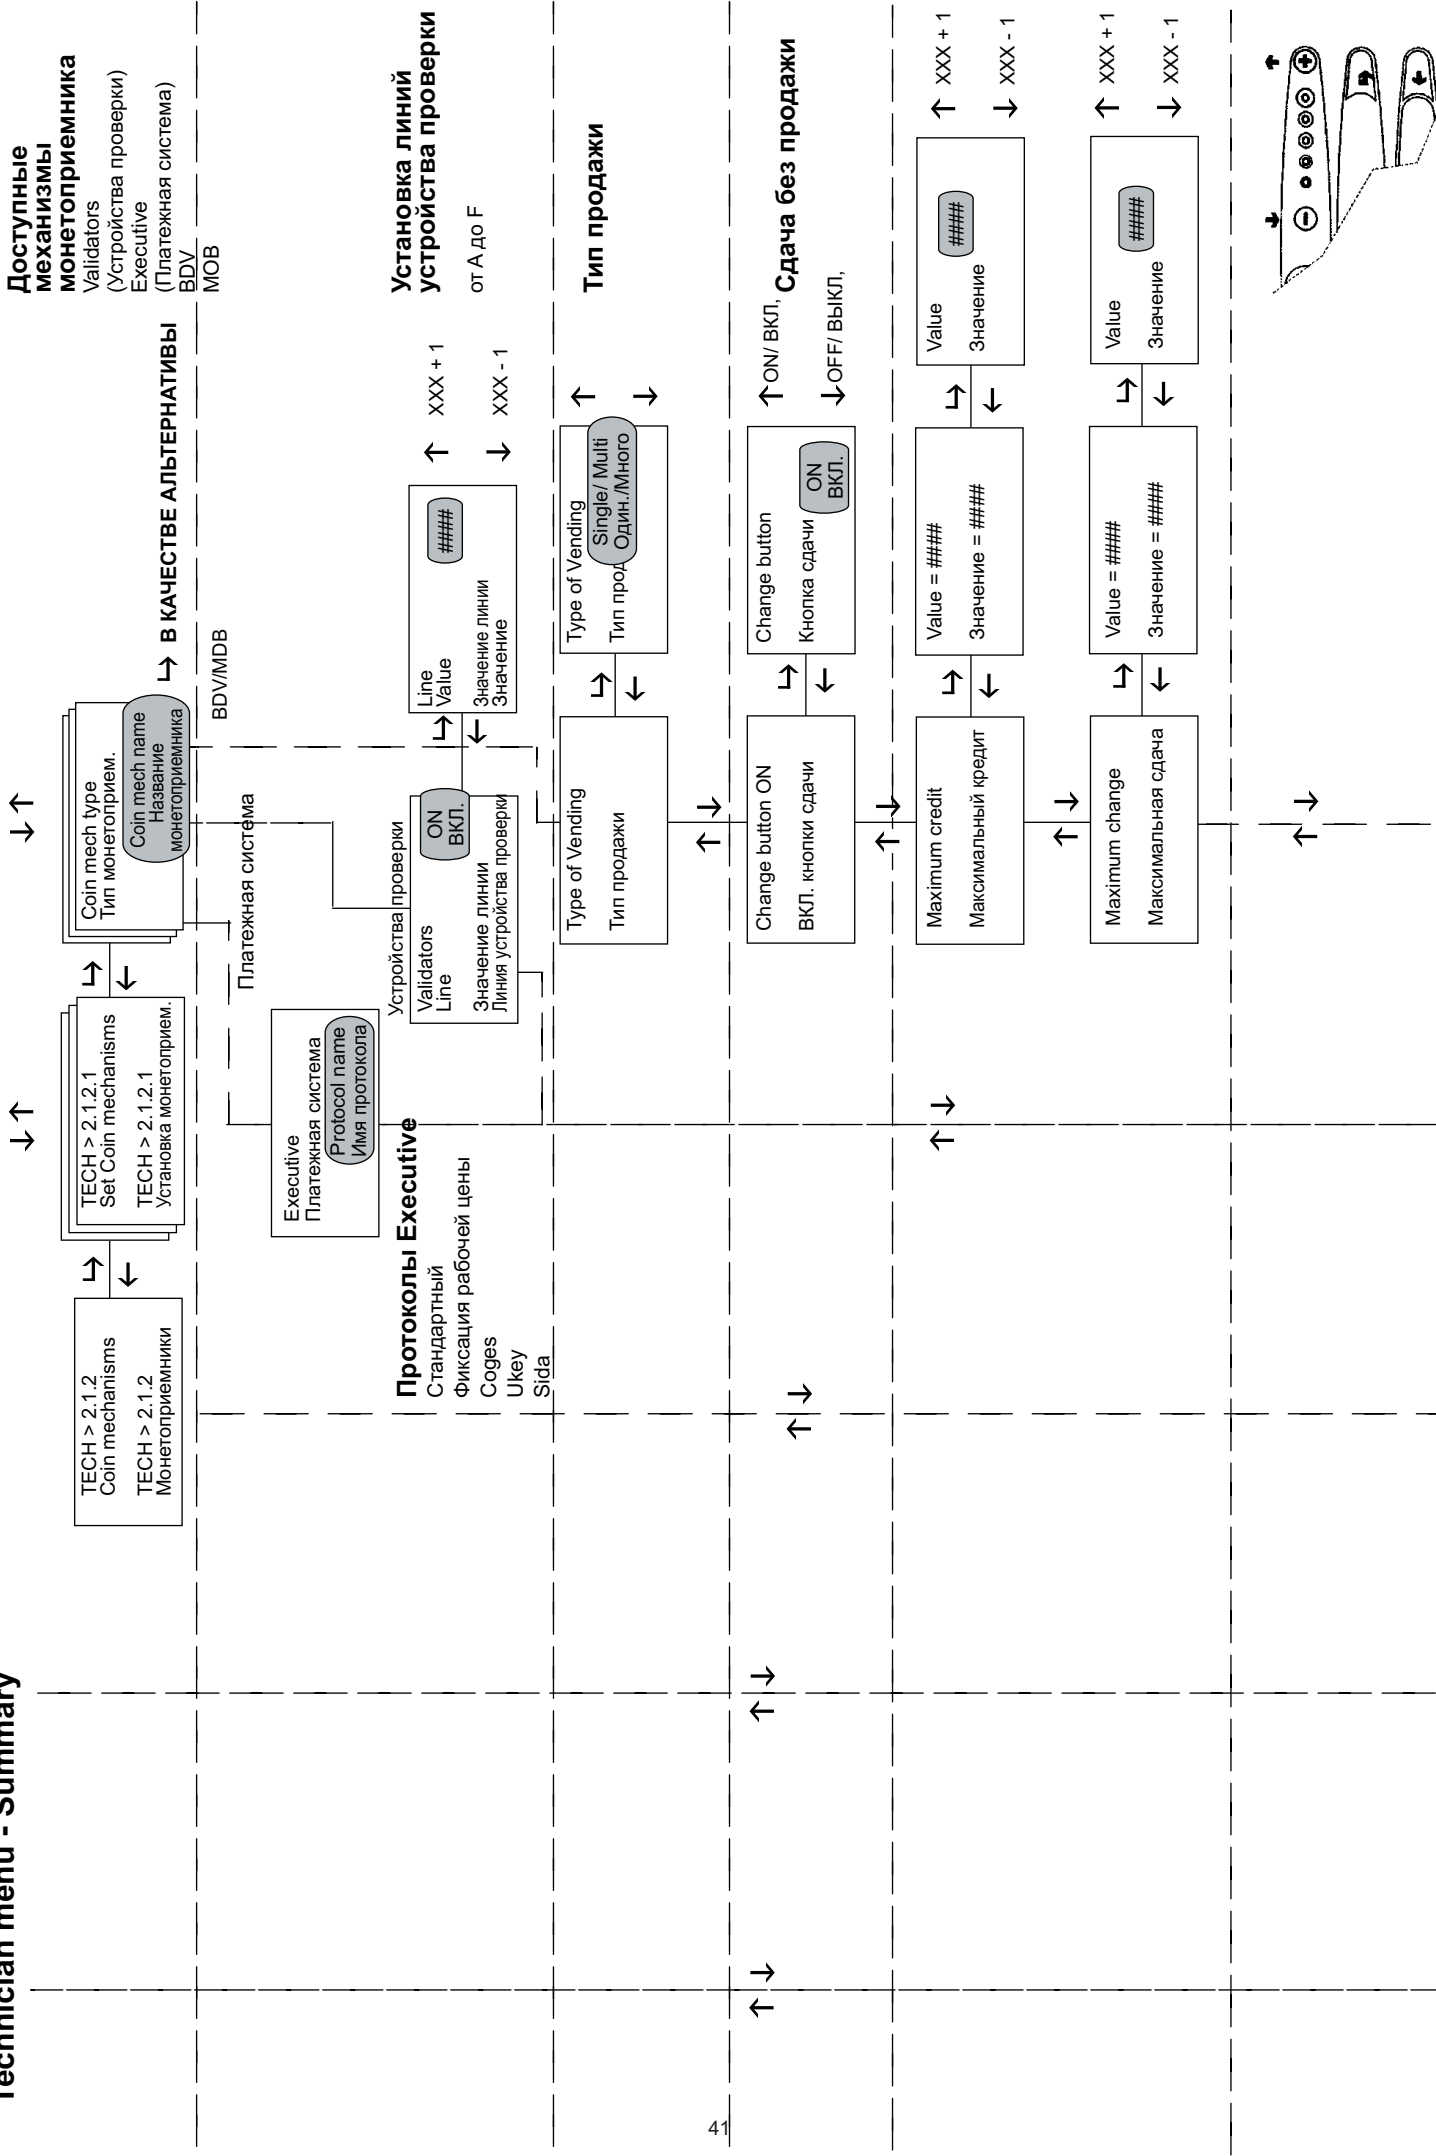 Technician menu - Summary
TECH > 2.1.2
Coin mechanisms
TECH > 2.1.2
Монетоприемники
TECH > 2.1.2.1
Set Coin mechanisms
TECH > 2.1.2.1
Установка монетоприем.
Coin mech type
Тип монетоприем.
Coin mech name
Название
монетоприемника
В КАЧЕСТВЕ АЛЬТЕРНАТИВЫ
Доступные
механизмы
монетоприемника
Validators
(Устройства проверки)
Executive
(Платежная система)
BDV
MOB
BDV/MDB
Платежная система
Executive
Платежная система
Protocol name
Имя протокола
Протоколы Executive
Стандартный
Фиксация рабочей цены
Coges
Ukey
Sida
Устройства проверки
Validators
Line
ON
ВКЛ.
Значение линии
Линия устройства проверки
Line
Value
####
Значение линии
Значение
XXX + 1
XXX - 1
Установка линий
устройства проверки
от A до F
Type of Vending
Тип продажи
Type of Vending
Тип прод
Single/ Multi
Один./Много
Тип продажи
Change button ON
ВКЛ. кнопки сдачи
Change button
Кнопка сдачи
ON
ВКЛ.
ON/ ВКЛ,
OFF/ ВЫКЛ,
Сдача без продажи
Maximum credit
Максимальный кредит
Value = ####
Значение = ####
Value
####
Значение
XXX + 1
XXX - 1
Maximum change
Максимальная сдача
Value = ####
Значение = ####
Value
####
Значение
XXX + 1
XXX - 1
41